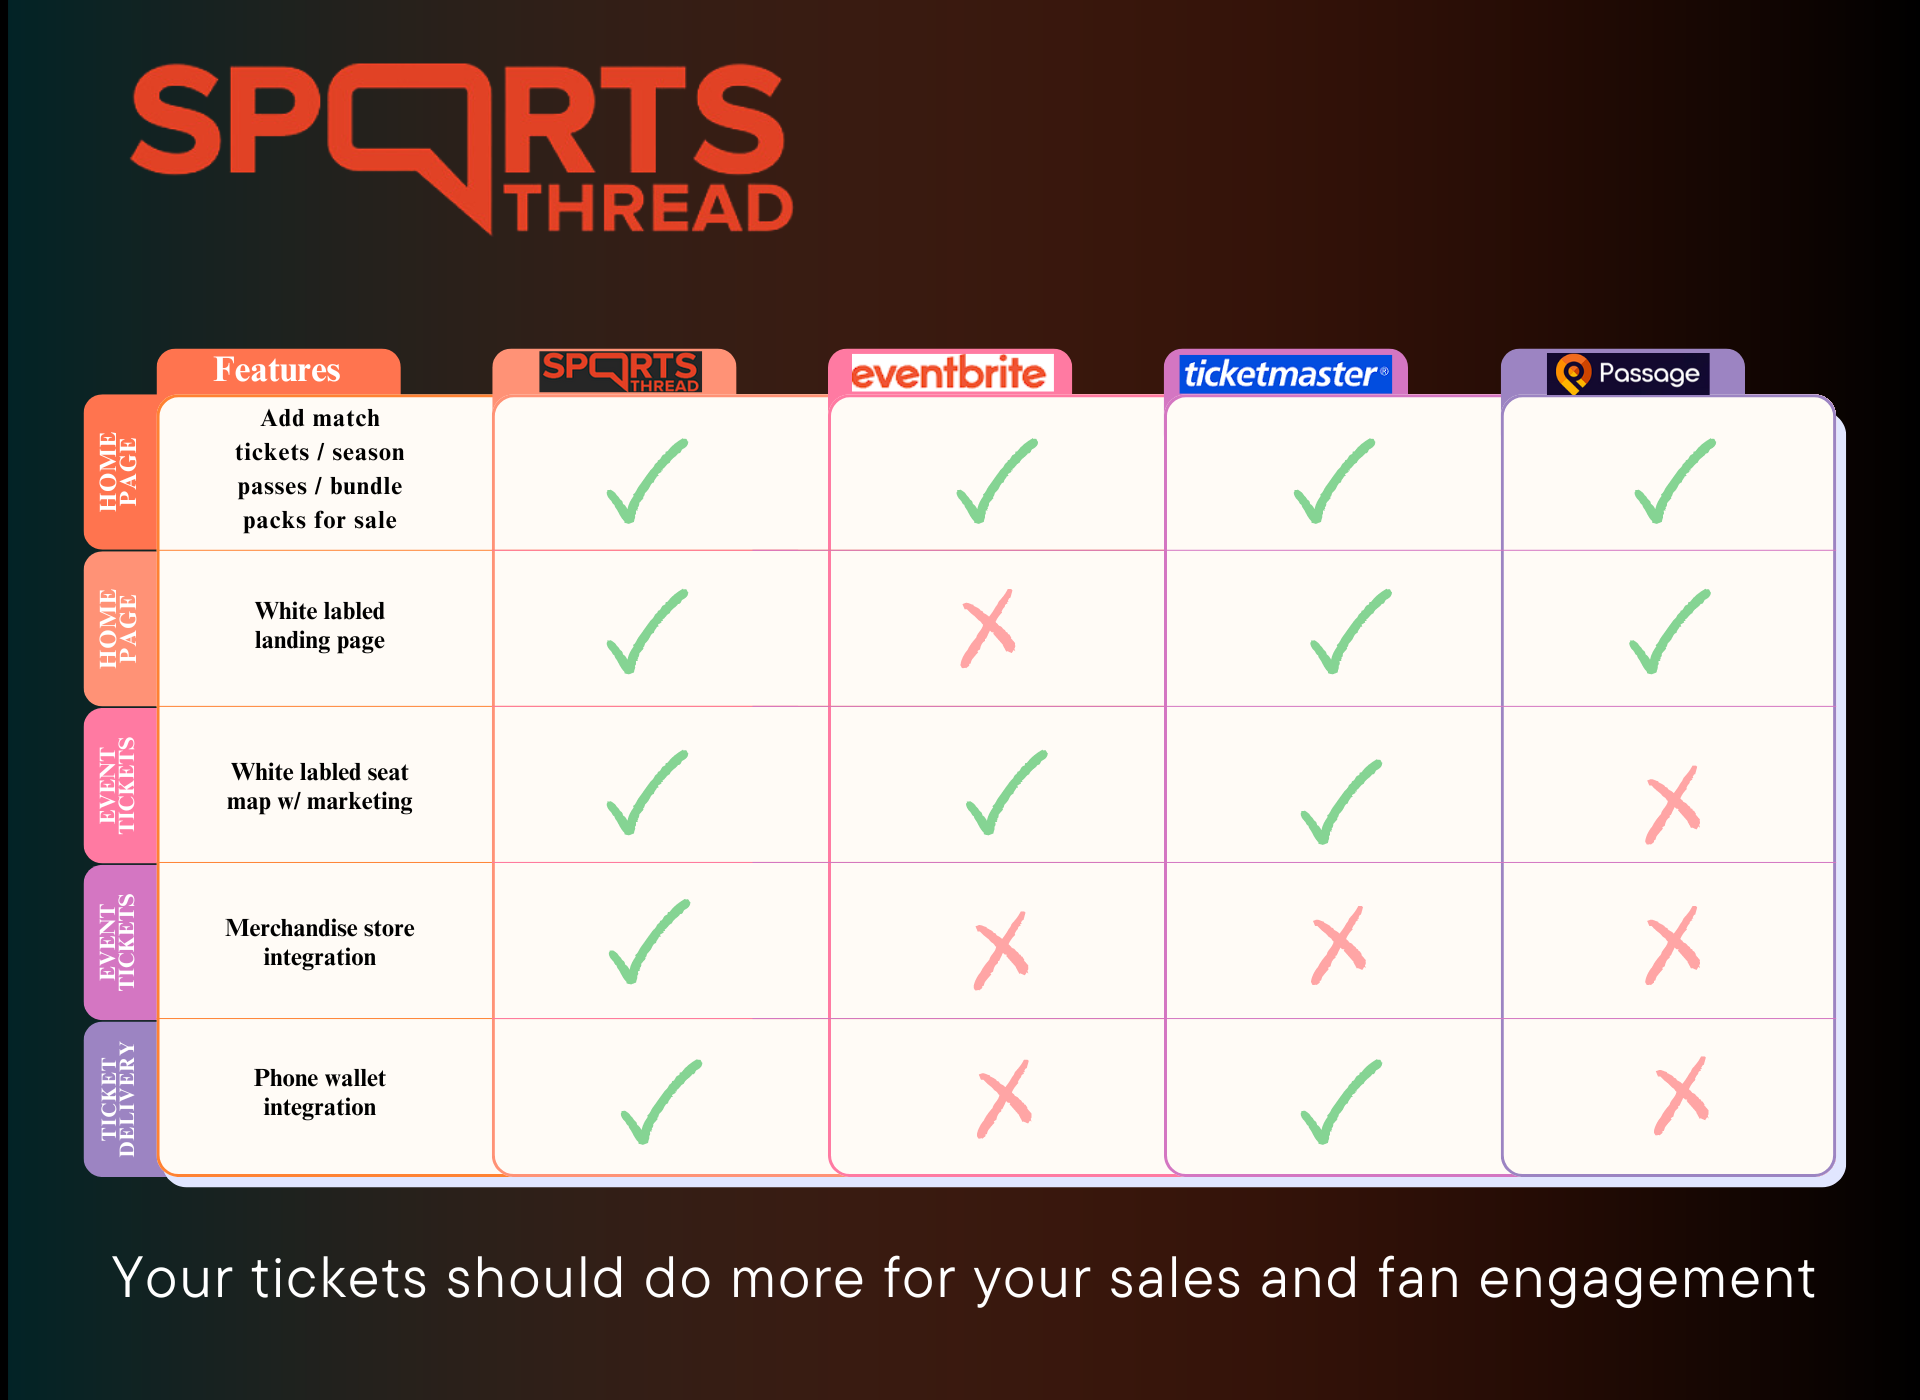 SPORTS
THREAD
Features
SPORTS
THREAD
eventbrite
ticketmaster®
Passage
HOME
PAGE
Add match
tickets / season
passes / bundle
packs for sale
HOME
PAGE
White labled
landing page
EVENT
TICKETS
White labled seat
map w/ marketing
EVENT
TICKETS
Merchandise store
integration
TICKET
DELIVERY
Phone wallet
integration
Your tickets should do more for your sales and fan engagement